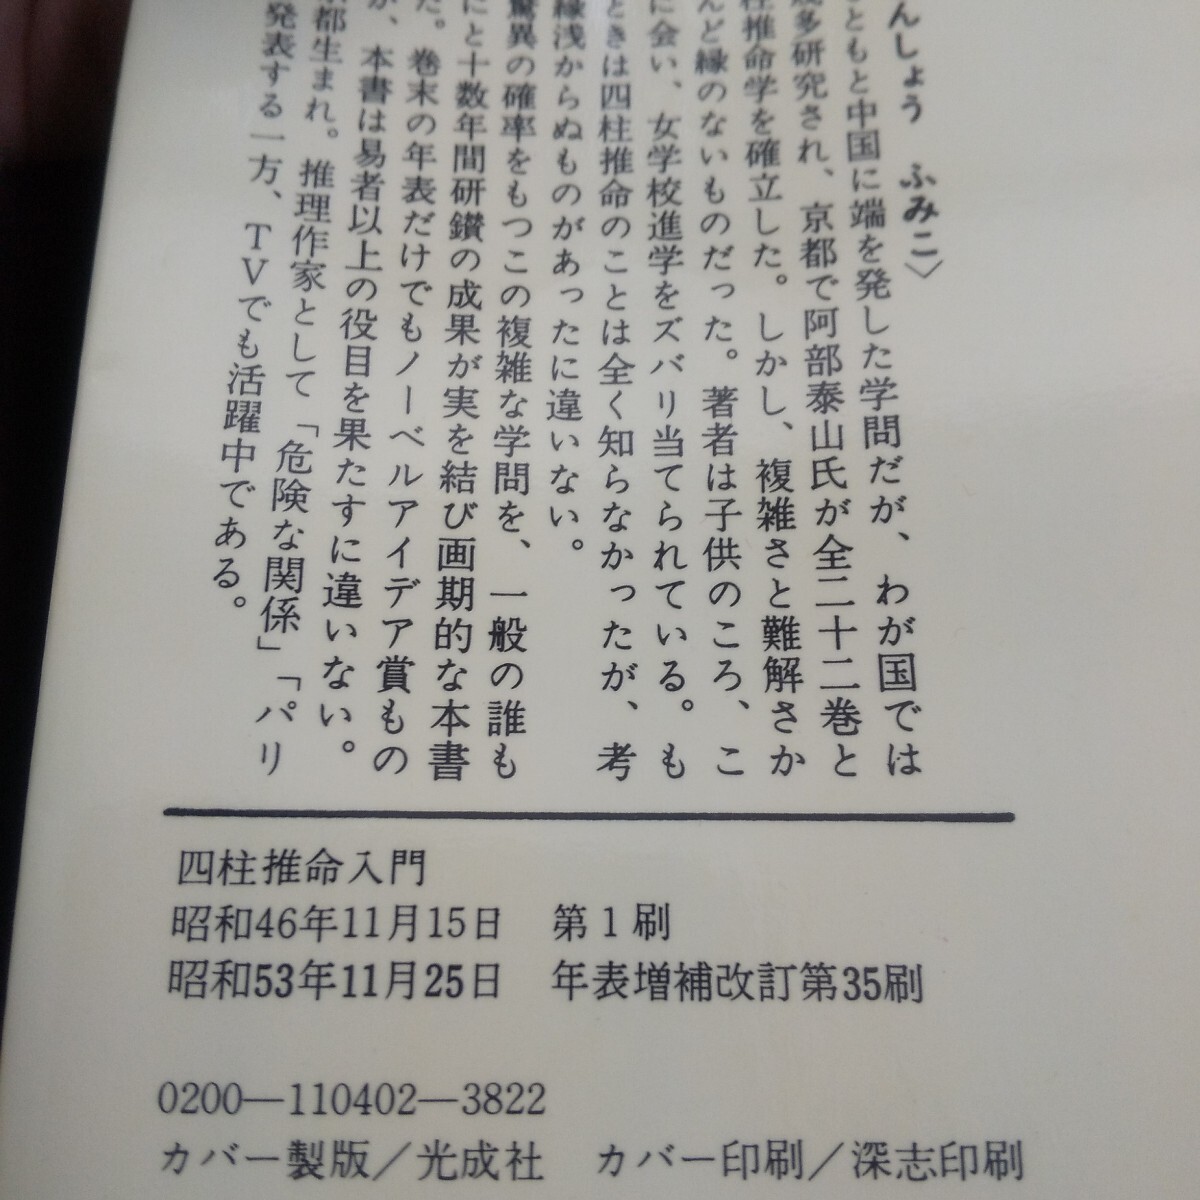 んしょう　ふみこ〉
ともと中国に端を発した学問だが、わが国では
多研究され、京都で阿部泰山氏が全二十二巻と
推命学を確立した。しかし、複雑さと難解さか
んど縁のないものだった。著者は子供のころ、こ
に会い、女学校進学をズバリ当てられている。も
ときは四柱推命のことは全く知らなかったが、考
縁浅からぬものがあったに違いない。
驚異の確率をもつこの複雑な学問を、一般の誰も
にと十数年間研鑽の成果が実を結び画期的な本書
た。巻末の年表だけでもノーベルアイデア賞もの
が、本書は易者以上の役目を果たすに違いない。
都生まれ。推理作家として「危険な関係」「パリ
発表する一方、TVでも活躍中である。
四柱推命入門
昭和46年11月15日　第1刷
昭和53年11月25日　年表増補改訂第35刷
0200—110402—3822
カバー製版／光成社　カバー印刷／深志印刷